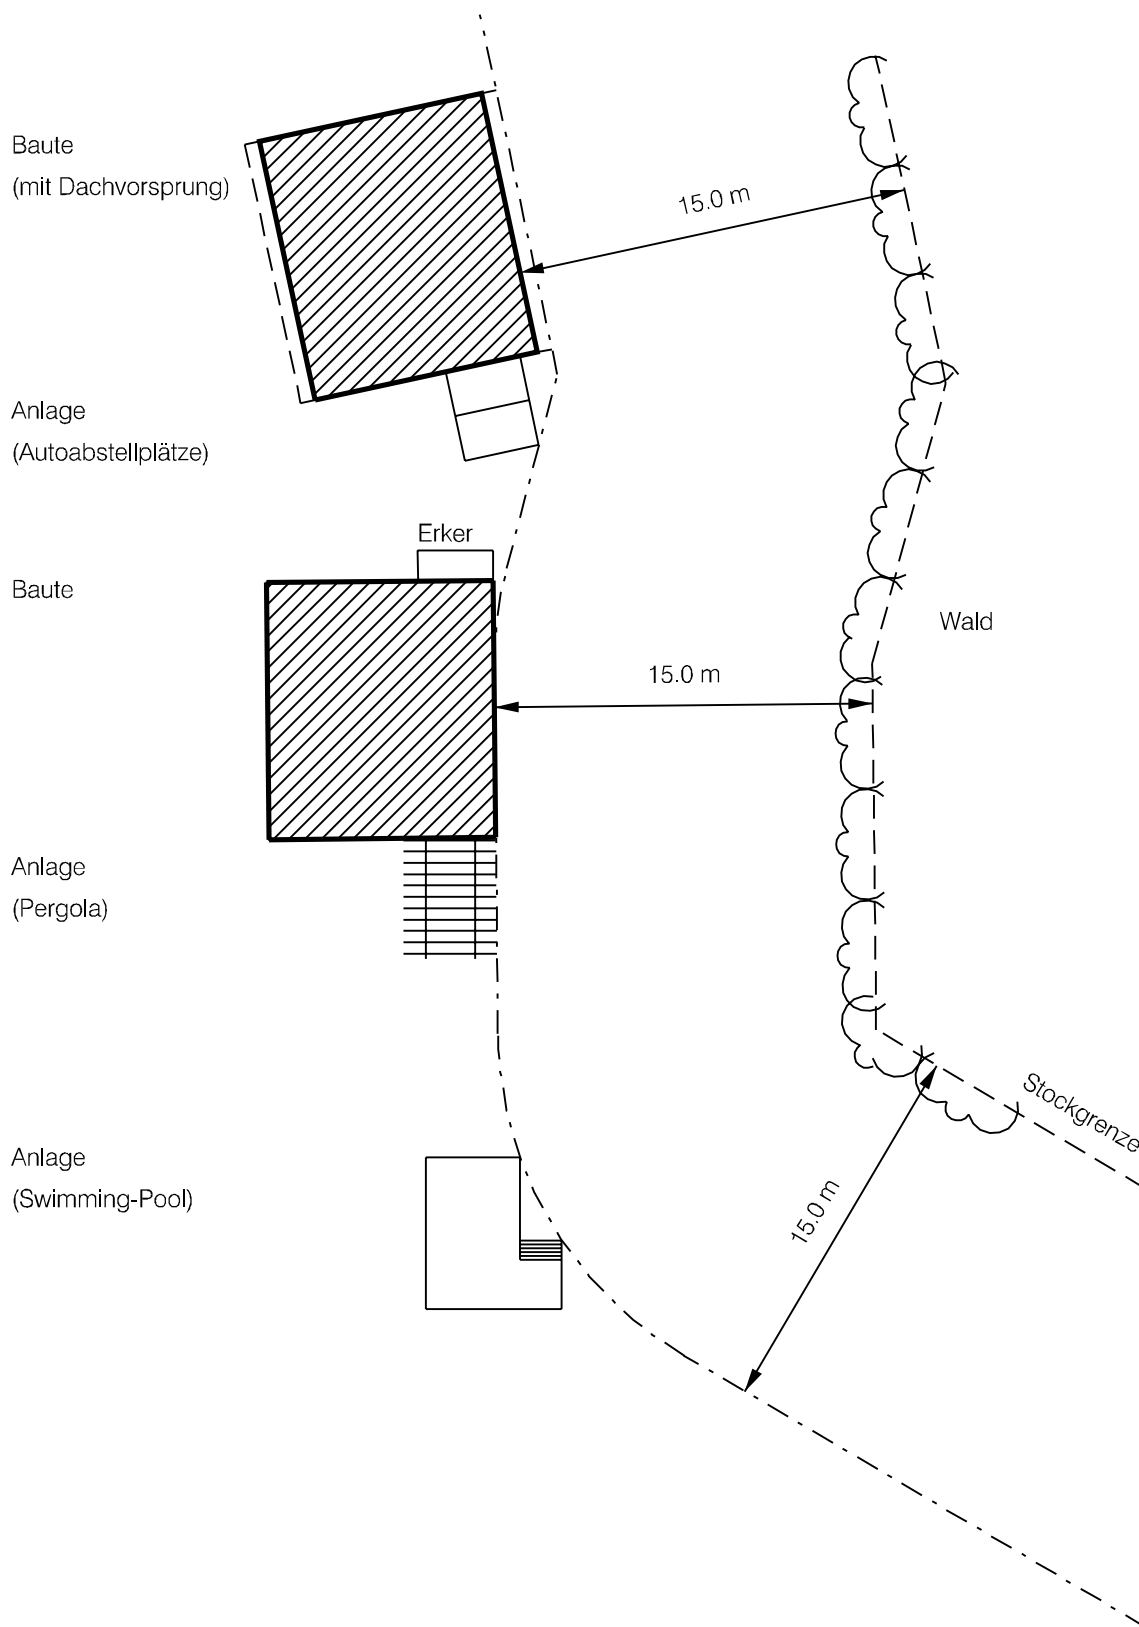 Baute
(mit Dachvorsprung)
15.0 m
Anlage
(Autoabstellplätze)
Erker
Baute
Wald
15.0 m
Anlage
(Pergola)
Stockgrenze
Anlage
(Swimming-Pool)
15.0 m